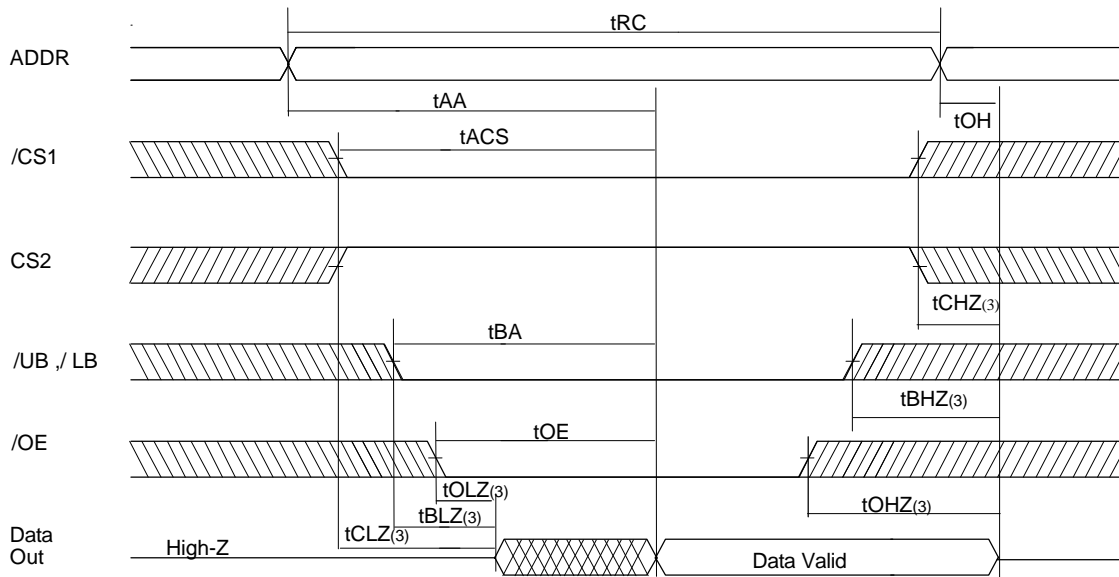 tRC
ADDR
tAA
tOH
tACS
/CS1
CS2
tCHZ(3)
tBA
/UB ,/ LB
tBHZ(3)
/OE
tOE
tOLZ(3)
tOHZ(3)
tBLZ(3)
tCLZ(3)
Data
Out
High-Z
Data Valid